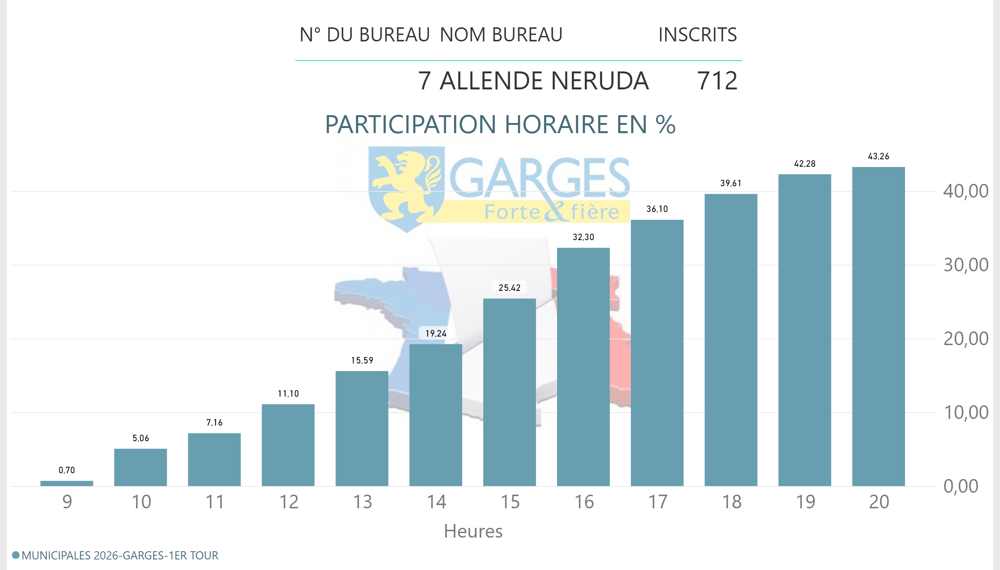 N° DU BUREAU NOM BUREAU INSCRITS
7 ALLENDE NERUDA 712
PARTICIPATION HORAIRE EN %
GARGES
Forte & fière
43,26
42,28
39,61
40,00
36,10
32,30
30,00
25,42
19,24
20,00
15,59
11,10
10,00
7,16
5,06
0,70
0,00
9 10 11 12 13 14 15 16 17 18 19 20
Heures
MUNICIPALES 2026-GARGES-1ER TOUR